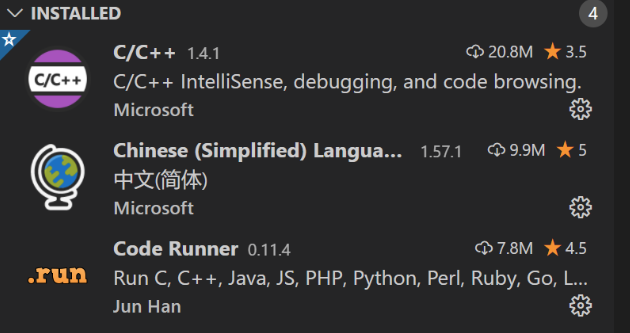 INSTALLED 4
C/C++ 1.4.1 20.8M 3.5
C/C++
C/C++ IntelliSense, debugging, and code browsing.
Microsoft
Chinese (Simplified) Langua... 1.57.1 9.9M 5
中文(简体)
Microsoft
Code Runner 0.11.4 7.8M 4.5
.run
Run C, C++, Java, JS, PHP, Python, Perl, Ruby, Go, L...
Jun Han